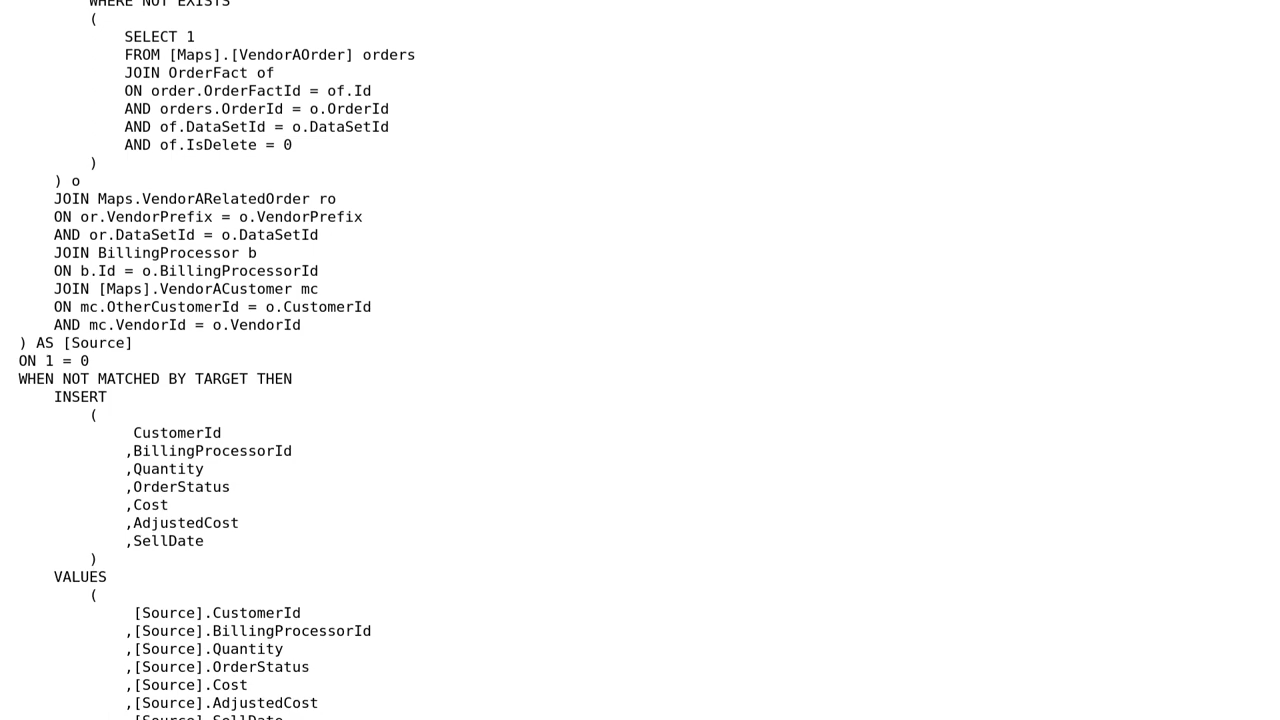 WHERE NOT EXISTS
(
SELECT 1
FROM [Maps].[VendorAOrder] orders
JOIN OrderFact of
ON order.OrderFactId = of.Id
AND orders.OrderId = o.OrderId
AND of.DataSetId = o.DataSetId
AND of.IsDelete = 0
)
) o
JOIN Maps.VendorARelatedOrder ro
ON or.VendorPrefix = o.VendorPrefix
AND or.DataSetId = o.DataSetId
JOIN BillingProcessor b
ON b.Id = o.BillingProcessorId
JOIN [Maps].VendorACustomer mc
ON mc.OtherCustomerId = o.CustomerId
AND mc.VendorId = o.VendorId
) AS [Source]
ON 1 = 0
WHEN NOT MATCHED BY TARGET THEN
INSERT
(
CustomerId
,BillingProcessorId
,Quantity
,OrderStatus
,Cost
,AdjustedCost
,SellDate
)
VALUES
(
[Source].CustomerId
,[Source].BillingProcessorId
,[Source].Quantity
,[Source].OrderStatus
,[Source].Cost
,[Source].AdjustedCost
,[Source].SellDate